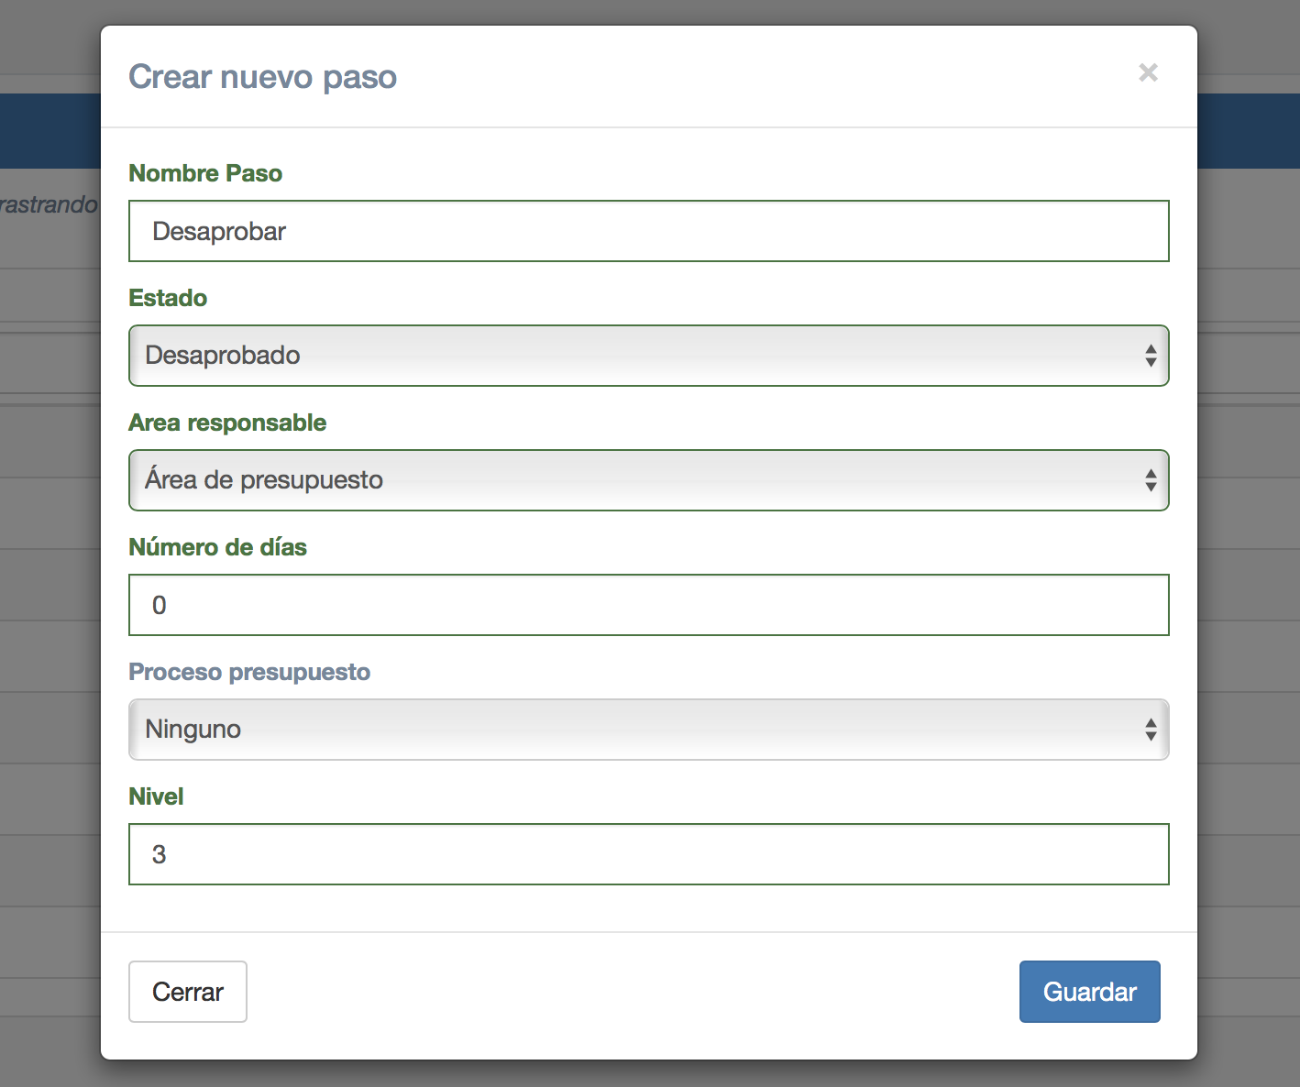 Crear nuevo paso
×
rastrando
Nombre Paso
Desaprobar
Estado
Desaprobado
Area responsable
Área de presupuesto
Número de días
0
Proceso presupuesto
Ninguno
Nivel
3
Cerrar
Guardar